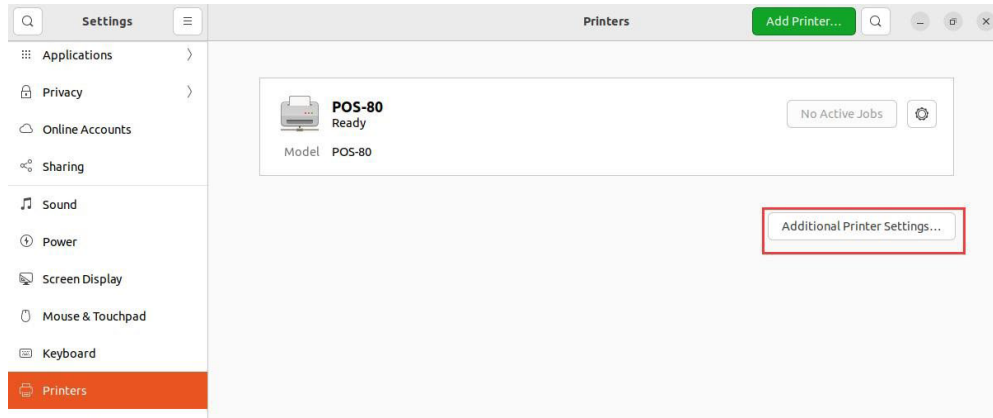 Settings
Printers
Add Printer...
Applications
Privacy
Online Accounts
Sharing
Sound
Power
Screen Display
Mouse & Touchpad
Keyboard
Printers
POS-80
Ready
No Active Jobs
Model POS-80
Additional Printer Settings...